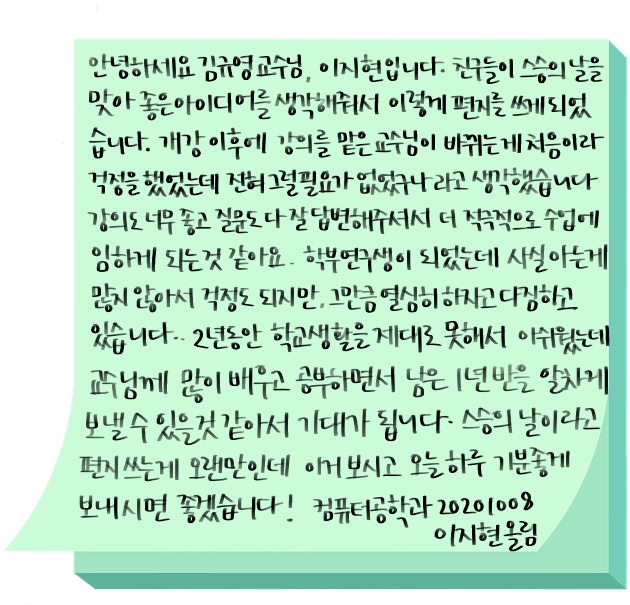 안녕하세요 김규영교수님, 이지현입니다. 친구들이 스승의 날을
맞아 좋은아이디어를 생각해줘서 이렇게 편지를 쓰게되었
습니다. 개강 이후에 강의를 맡은 교수님이 바뀌는게 처음이라
걱정을 했었는데 전혀 그럴필요가 없었구나 라고 생각했습니다
강의도 너무 좋고 질문도 다 잘 답변해주셔서 더 적극적으로 수업에
임하게 되는것 같아요. 학부연구생이 되었는데 사실 아는게
많지 않아서 걱정도 되지만, 그만큼 열심히 하자고 다짐하고
있습니다.. 2년동안 학교생활을 제대로 못해서 아쉬웠는데
교수님께 많이 배우고 공부하면서 남은 1년 반을 알차게
보낼 수 있을것 같아서 기대가 됩니다. 스승의 날이라고
편지쓰는게 오랜만인데 이거 보시고 오늘 하루 기분좋게
보내시면 좋겠습니다! 컴퓨터공학과 20201008
이지현 올림